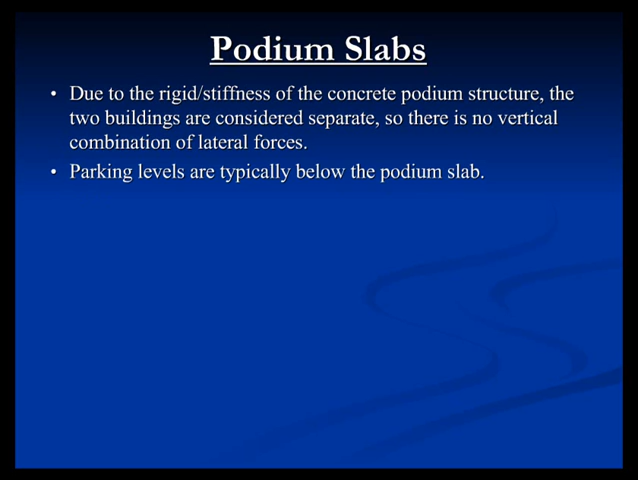 Podium Slabs
• Due to the rigid/stiffness of the concrete podium structure, the
two buildings are considered separate, so there is no vertical
combination of lateral forces.
• Parking levels are typically below the podium slab.